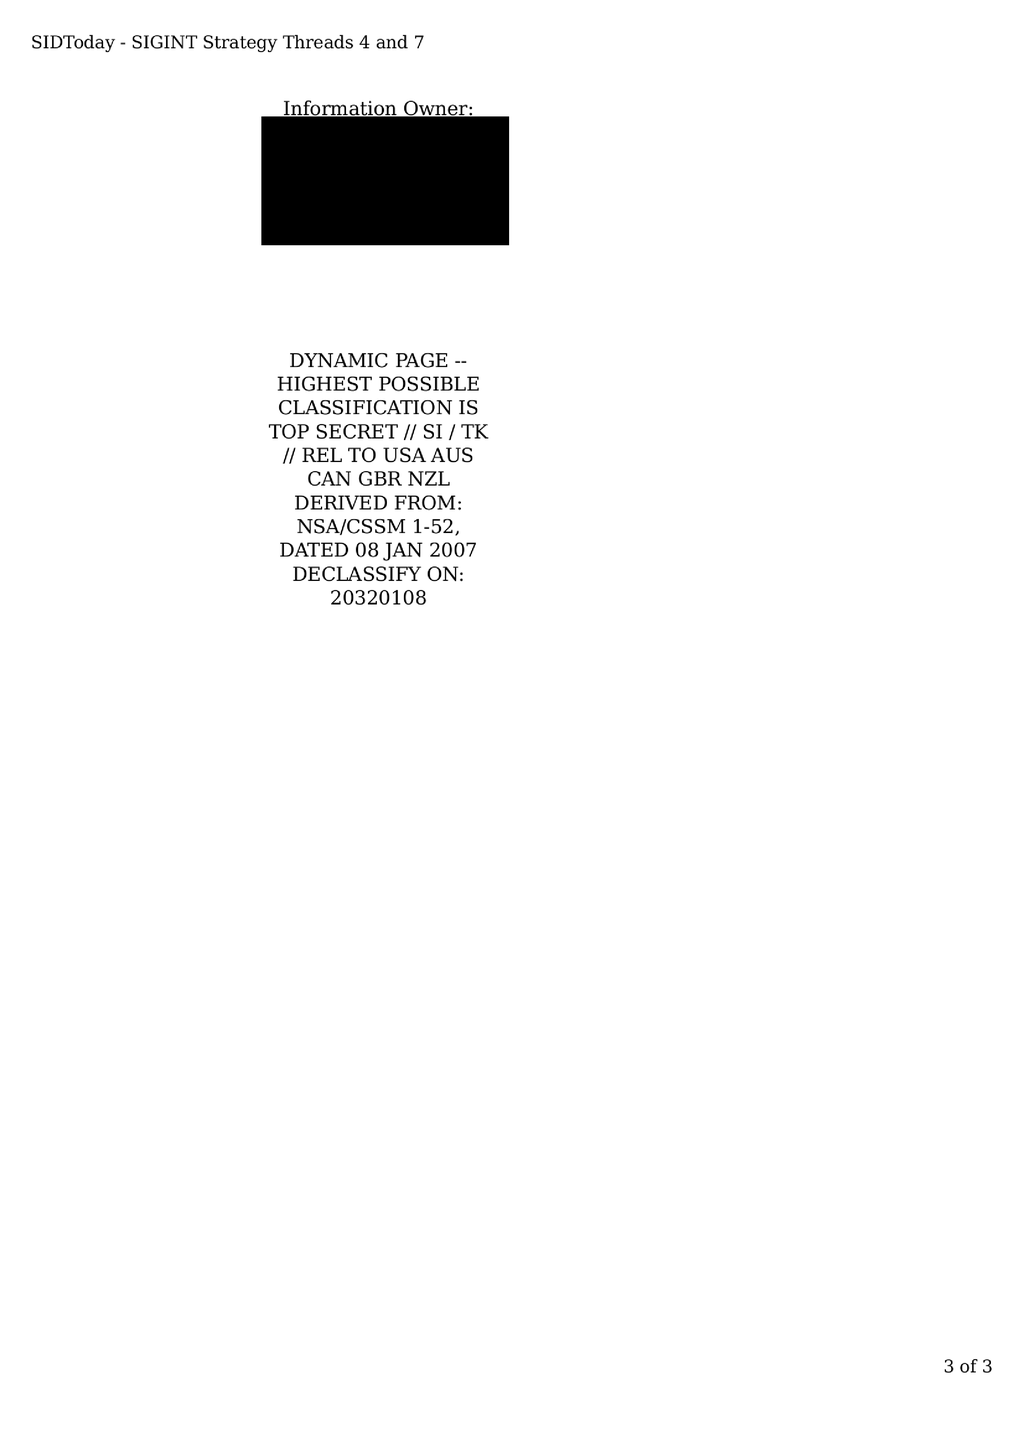 SIDToday - SIGINT Strategy Threads 4 and 7
Information Owner:
DYNAMIC PAGE --
HIGHEST POSSIBLE
CLASSIFICATION IS
TOP SECRET // SI / TK
// REL TO USA AUS
CAN GBR NZL
DERIVED FROM:
NSA/CSSM 1-52,
DATED 08 JAN 2007
DECLASSIFY ON:
20320108
3 of 3